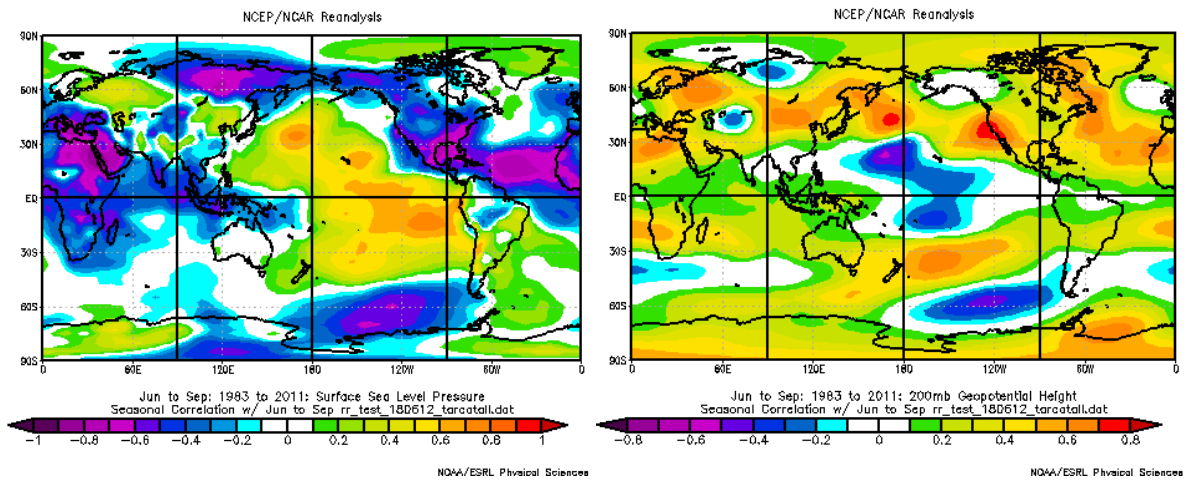 NCEP/NCAR Reanalysis
90N
60N
30N
EQ
30S
60S
90S
0 60E 120E 180 120W 60W 0
Jun to Sep: 1983 to 2011: Surface Sea Level Pressure
Seasonal Correlation w/ Jun to Sep rr_test_180612_tarcatall.dat
-1 -0.8 -0.6 -0.4 -0.2 0 0.2 0.4 0.6 0.8 1
NOAA/ESRL Physical Sciences
NCEP/NCAR Reanalysis
90N
60N
30N
EQ
30S
60S
90S
0 60E 120E 180 120W 60W 0
Jun to Sep: 1983 to 2011: 200mb Geopotential Height
Seasonal Correlation w/ Jun to Sep rr_test_180612_tarcatall.dat
-0.8 -0.6 -0.4 -0.2 0 0.2 0.4 0.6 0.8
NOAA/ESRL Physical Sciences